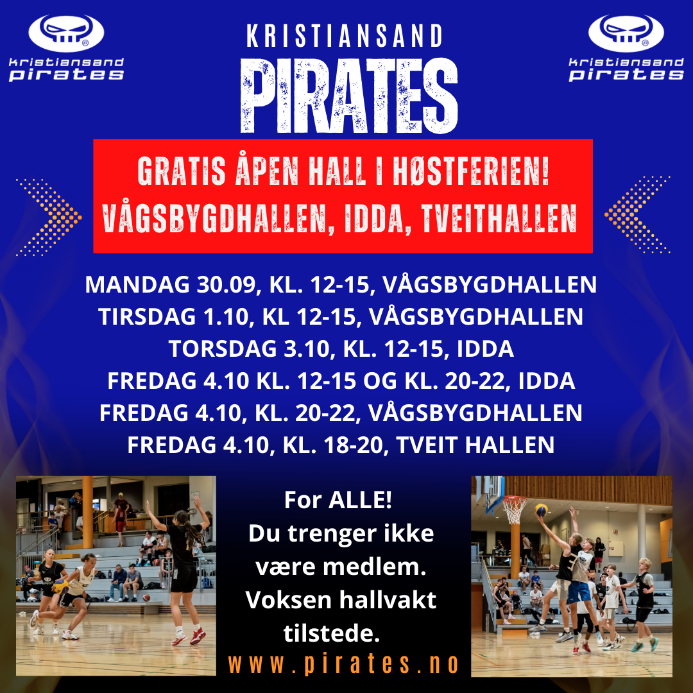 kristiansand
pirates
KRISTIANSAND
PIRATES
kristiansand
pirates
GRATIS ÅPEN HALL I HØSTFERIEN!
VÅGSBYGDHALLEN, IDDA, TVEITHALLEN
MANDAG 30.09, KL. 12-15, VÅGSBYGDHALLEN
TIRSDAG 1.10, KL 12-15, VÅGSBYGDHALLEN
TORSDAG 3.10, KL. 12-15, IDDA
FREDAG 4.10 KL. 12-15 OG KL. 20-22, IDDA
FREDAG 4.10, KL. 20-22, VÅGSBYGDHALLEN
FREDAG 4.10, KL. 18-20, TVEIT HALLEN
For ALLE!
Du trenger ikke
være medlem.
Voksen hallvakt
tilstede.
www.pirates.no